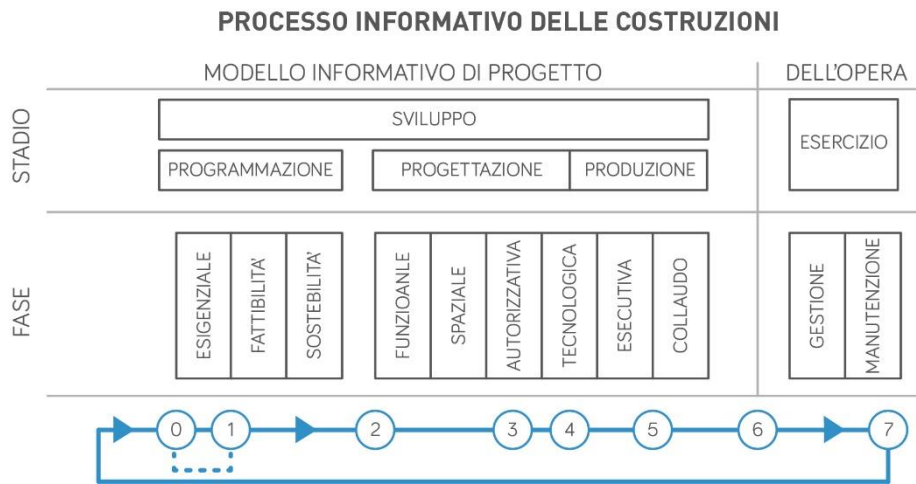 PROCESSO INFORMATIVO DELLE COSTRUZIONI
MODELLO INFORMATIVO DI PROGETTO
DELL'OPERA
STADIO
SVILUPPO
ESERCIZIO
PROGRAMMAZIONE
PROGETTAZIONE
PRODUZIONE
FASE
ESIGENZIALE
FATTIBILITA'
SOSTEBILITA'
FUNZIOANLE
SPAZIALE
AUTORIZZATIVA
TECNOLOGICA
ESECUTIVA
COLLAUDO
GESTIONE
MANUTENZIONE
0 1 2 3 4 5 6 7